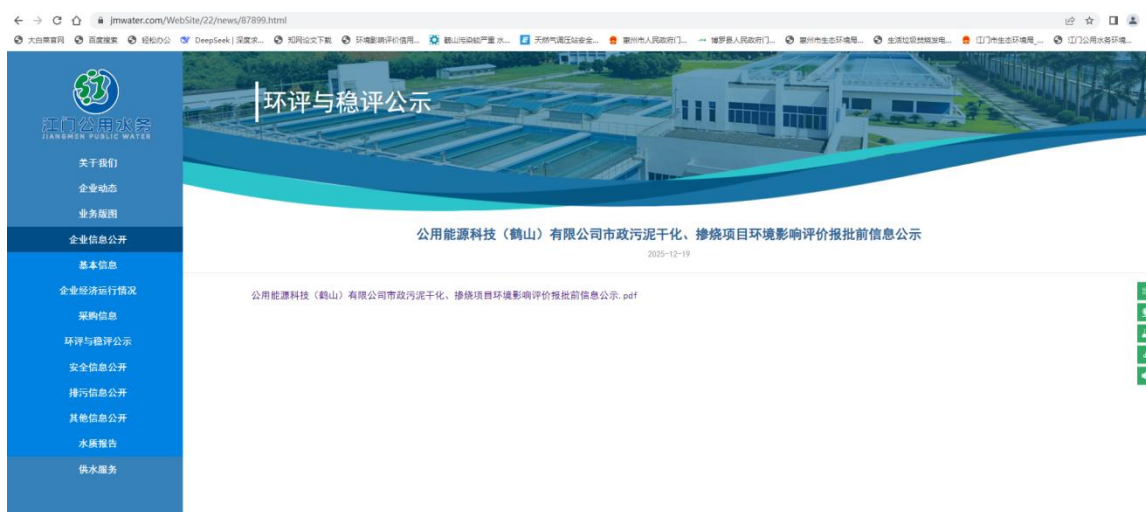 jmwater.com/WebSite/22/news/87899.html
太白菜官网 百度搜索 轻松办公 DeepSeek | 深度求... 知网论文下载 环境影响评价信用... 鹤山污染较严重 水... 天然气调压站安全... 惠州市人民政府门... 博罗县人民政府门... 惠州市生态环境局... 生活垃圾焚烧发电... 江门市生态环境局_... 江门公用水务环境...
江门公用水务
JIANGMEN PUBLIC WATER
环评与稳评公示
关于我们
企业动态
业务版图
企业信息公开
基本信息
企业经济运行情况
采购信息
环评与稳评公示
安全信息公开
排污信息公开
其他信息公开
水质报告
供水服务
公用能源科技（鹤山）有限公司市政污泥干化、掺烧项目环境影响评价报批前信息公示
2025-12-19
公用能源科技（鹤山）有限公司市政污泥干化、掺烧项目环境影响评价报批前信息公示.pdf